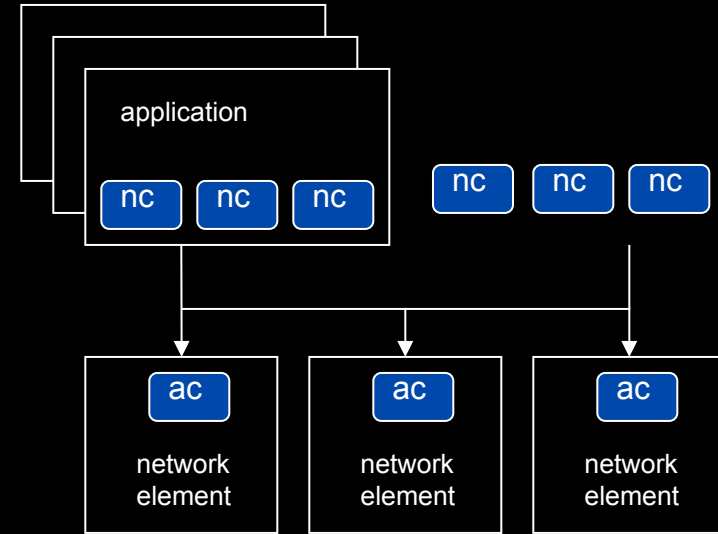 application
nc nc nc nc nc nc
ac ac ac
network network network
element element element